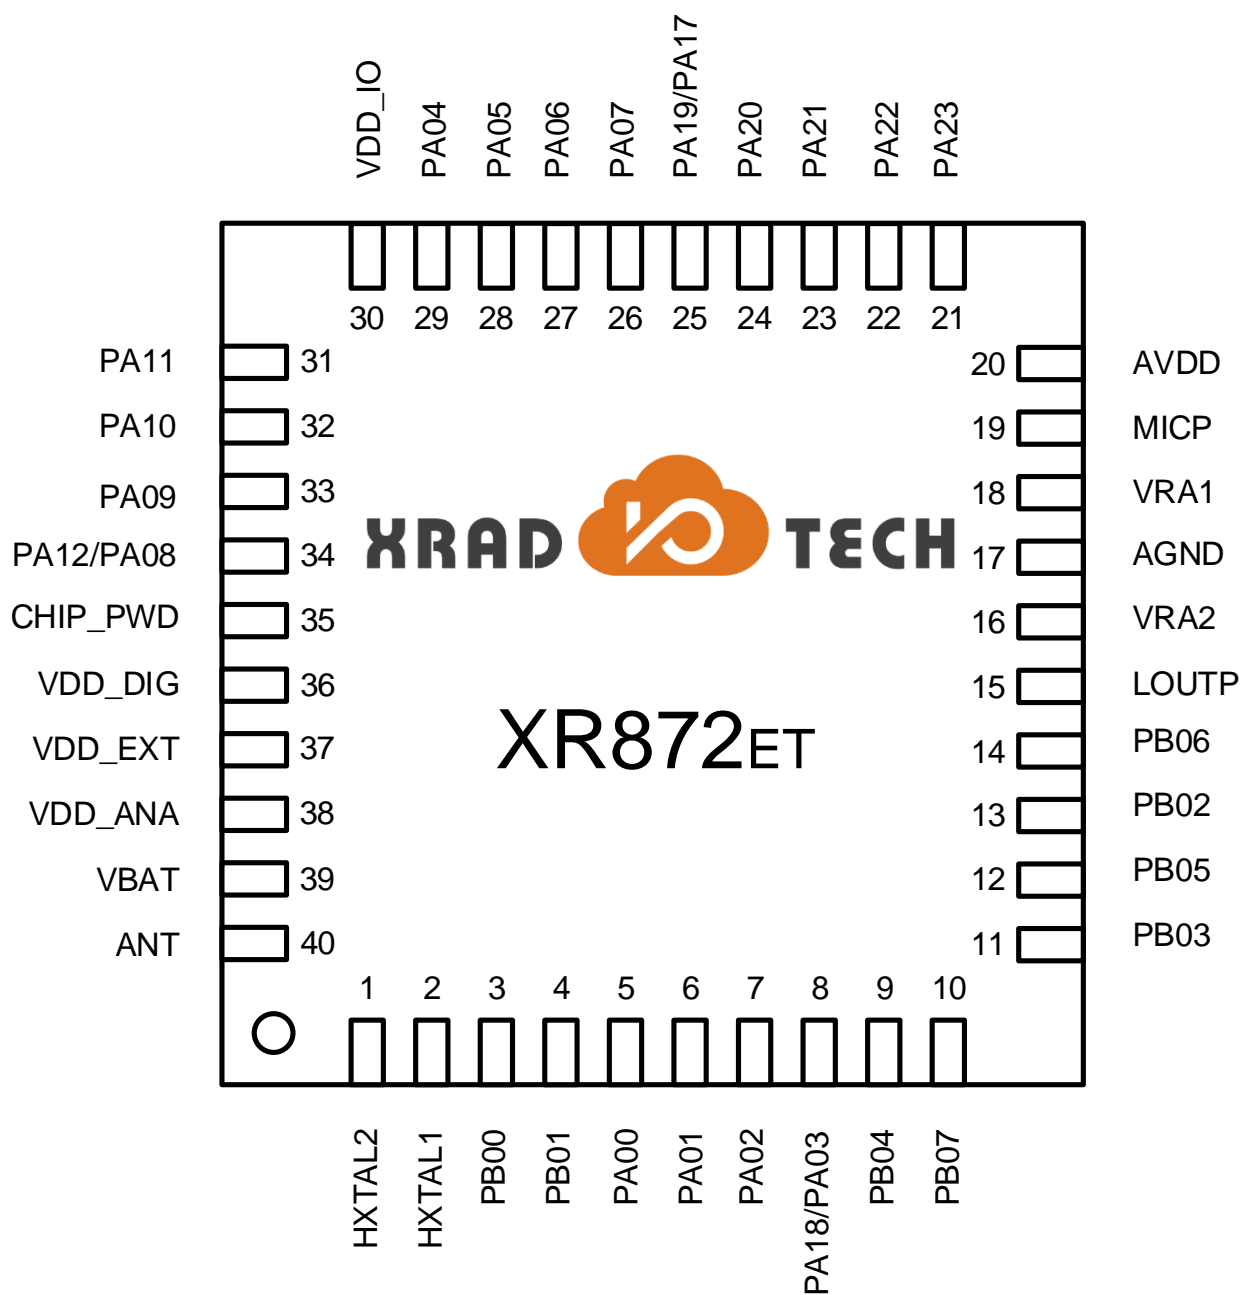 VDD_IO PA04 PA05 PA06 PA07 PA19/PA17 PA20 PA21 PA22 PA23
30 29 28 27 26 25 24 23 22 21
PA11 31 20 AVDD
PA10 32 19 MICP
PA09 33 18 VRA1
PA12/PA08 34 17 AGND
XRAD IO TECH
CHIP_PWD 35 16 VRA2
VDD_DIG 36 15 LOUTP
VDD_EXT 37 14 PB06
XR872ET
VDD_ANA 38 13 PB02
VBAT 39 12 PB05
ANT 40 11 PB03
1 2 3 4 5 6 7 8 9 10
HXTAL2 HXTAL1 PB00 PB01 PA00 PA01 PA02 PA18/PA03 PB04 PB07